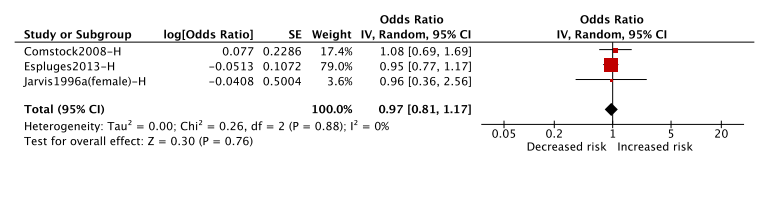 Odds Ratio Odds Ratio
Study or Subgroup log[Odds Ratio] SE Weight IV, Random, 95% CI IV, Random, 95% CI
Comstock2008-H 0.077 0.2286 17.4% 1.08 [0.69, 1.69]
Espluges2013-H -0.0513 0.1072 79.0% 0.95 [0.77, 1.17]
Jarvis1996a(female)-H -0.0408 0.5004 3.6% 0.96 [0.36, 2.56]
Total (95% CI) 100.0% 0.97 [0.81, 1.17]
Heterogeneity: Tau² = 0.00; Chi² = 0.26, df = 2 (P = 0.88); I² = 0%
Test for overall effect: Z = 0.30 (P = 0.76)
0.05 0.2 1 5 20
Decreased risk Increased risk